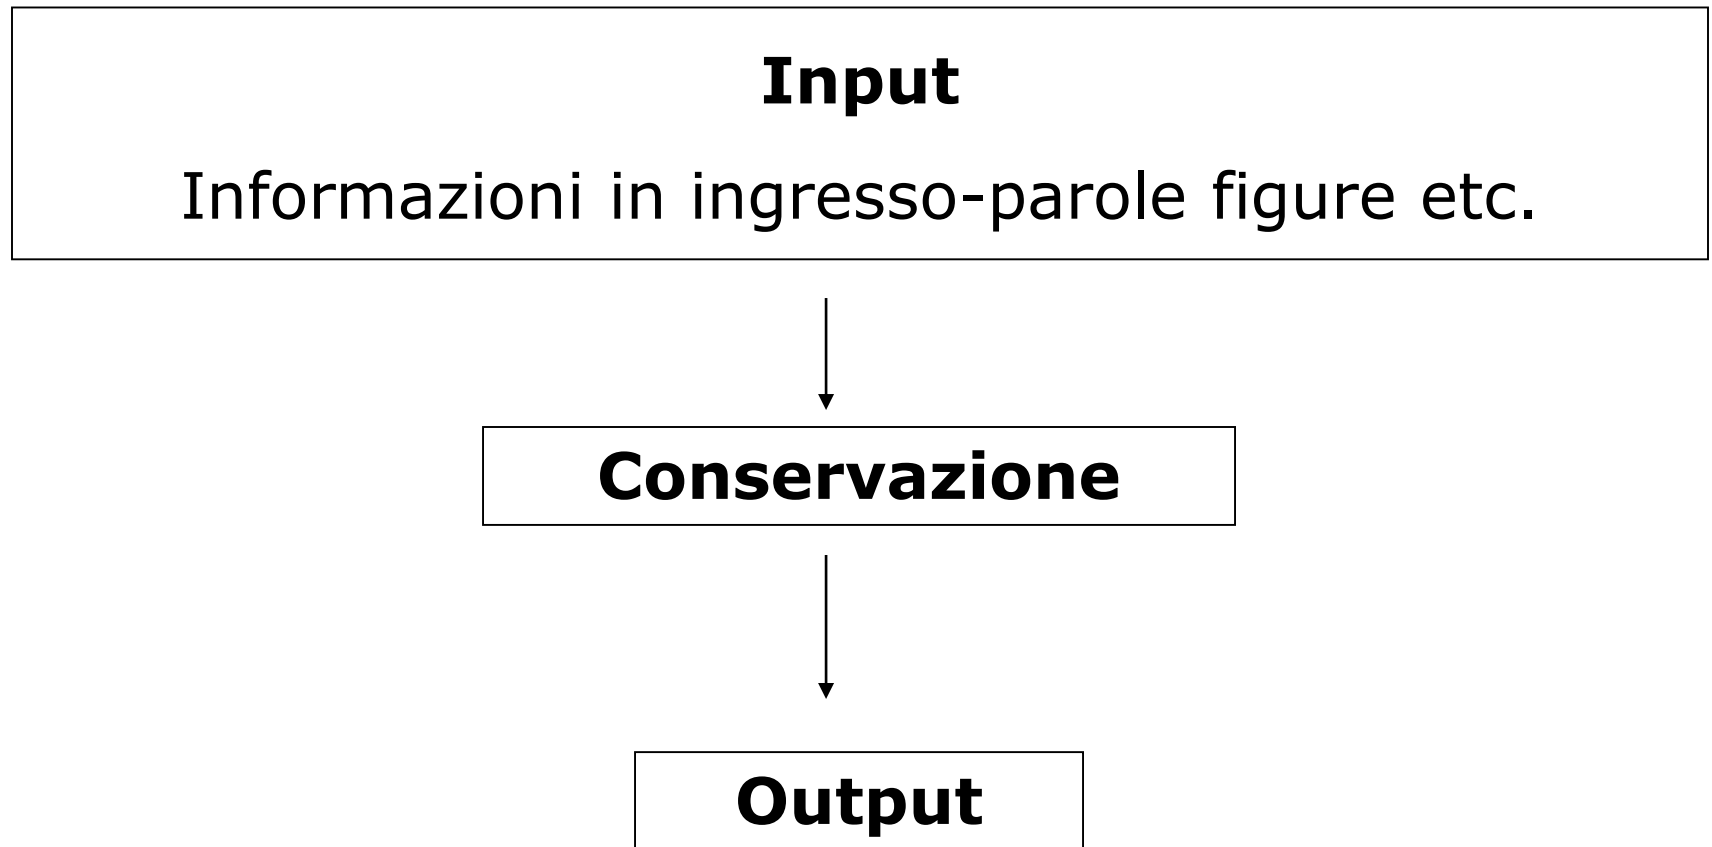 Input
Informazioni in ingresso-parole figure etc.
Conservazione
Output